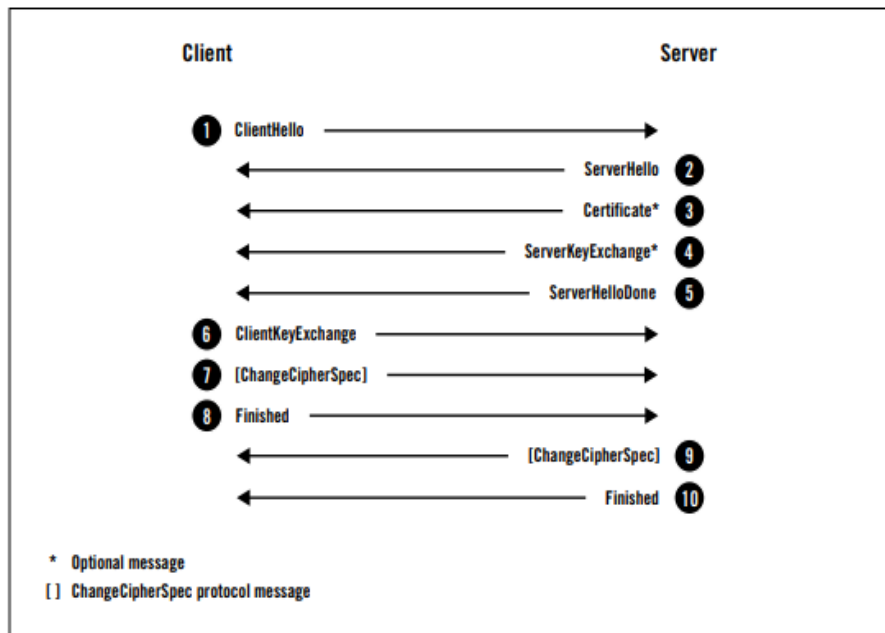 Client Server
1 ClientHello
ServerHello 2
Certificate* 3
ServerKeyExchange* 4
ServerHelloDone 5
6 ClientKeyExchange
7 [ChangeCipherSpec]
8 Finished
[ChangeCipherSpec] 9
Finished 10
* Optional message
[ ] ChangeCipherSpec protocol message